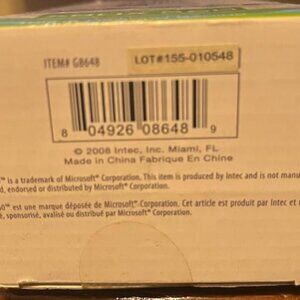 ITEM# G8648
LOT#155-010548
8 04926 08648 9
© 2008 Intec, Inc. Miami, FL
Made in China Fabrique En Chine
™ is a trademark of Microsoft® Corporation. This item is produced by Intec and is not manu
d, endorsed or distributed by Microsoft® Corporation.
0™ est une marque déposée de Microsoft® Corporation. Cet article est produit par Intec et
, sponsorisé, avalisé ou distribué par Microsoft® Corporation.